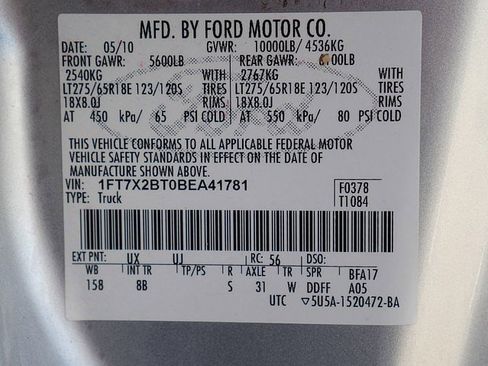 MFD. BY FORD MOTOR CO.
DATE: 05/10 GVWR: 10000LB/ 4536KG
FRONT GAWR: 5600LB REAR GAWR: 6100LB
2540KG WITH 2767KG WITH
LT275/65R18E 123/120S TIRES LT275/65R18E 123/120S TIRES
18X8.0J RIMS 18X8.0J RIMS
AT 450 kPa/ 65 PSI COLD AT 550 kPa/ 80 PSI COLD
THIS VEHICLE CONFORMS TO ALL APPLICABLE FEDERAL MOTOR
VEHICLE SAFETY STANDARDS IN EFFECT ON THE DATE OF
MANUFACTURE SHOWN ABOVE.
VIN: 1FT7X2BT0BEA41781 F0378
TYPE: Truck T1084
EXT PNT: UX UJ RC: 56 DSO:
WB INT TR TP/PS R AXLE TR SPR BFA17
158 8B S 31 W DDFF A05
UTC ▽5U5A-1520472-BA